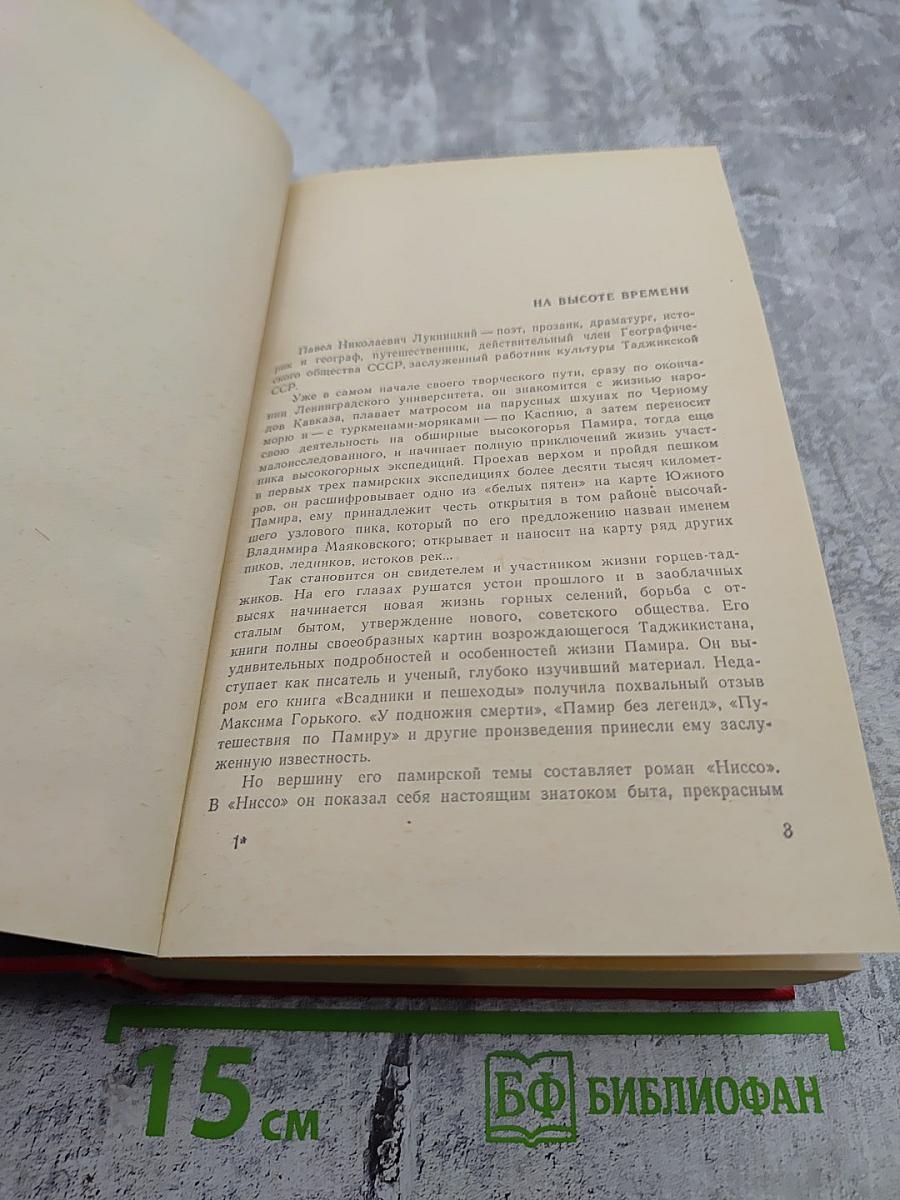 НА ВЫСОТЕ ВРЕМЕНИ
Павел Николаевич Лукницкий — поэт, прозаик, драматург, исто-
рик и географ, путешественник, действительный член Географиче-
ского общества СССР, заслуженный работник культуры Таджикской
ССР.
Уже в самом начале своего творческого пути, сразу по оконча-
нии Ленинградского университета, он знакомится с жизнью наро-
дов Кавказа, плавает матросом на парусных шхунах по Черному
морю и — с туркменами-моряками — по Каспию, а затем переносит
свою деятельность на обширные высокогорья Памира, тогда еще
малоисследованного, и начинает полную приключений жизнь участ-
ника высокогорных экспедиций. Проехав верхом и пройдя пешком
в первых трех памирских экспедициях более десяти тысяч километ-
ров, он расшифровывает одно из «белых пятен» на карте Южного
Памира, ему принадлежит честь открытия в том районе высочай-
шего узлового пика, который по его предложению назван именем
Владимира Маяковского; открывает и наносит на карту ряд других
пиков, ледников, истоков рек...
Так становится он свидетелем и участником жизни горцев-тад-
жиков. На его глазах рушатся устои прошлого и в заоблачных
высях начинается новая жизнь горных селений, борьба с от-
сталым бытом, утверждение нового, советского общества. Его
книги полны своеобразных картин возрождающегося Таджикистана,
удивительных подробностей и особенностей жизни Памира. Он вы-
ступает как писатель и ученый, глубоко изучивший материал. Неда-
ром его книга «Всадники и пешеходы» получила похвальный отзыв
Максима Горького. «У подножия смерти», «Памир без легенд», «Пу-
тешествия по Памиру» и другие произведения принесли ему заслу-
женную известность.
Но вершину его памирской темы составляет роман «Ниссо».
В «Ниссо» он показал себя настоящим знатоком быта, прекрасным
1* 3
15 см БФ БИБЛИОФАН